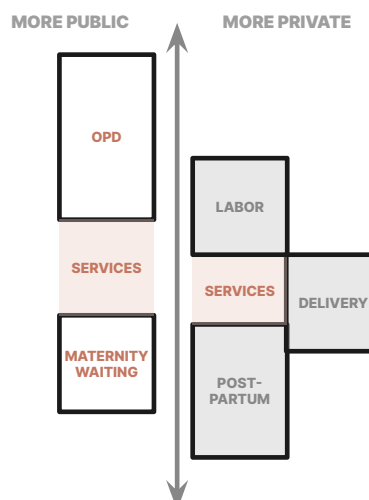 MORE PUBLIC
MORE PRIVATE
OPD
LABOR
SERVICES
SERVICES
DELIVERY
MATERNITY
WAITING
POST-
PARTUM